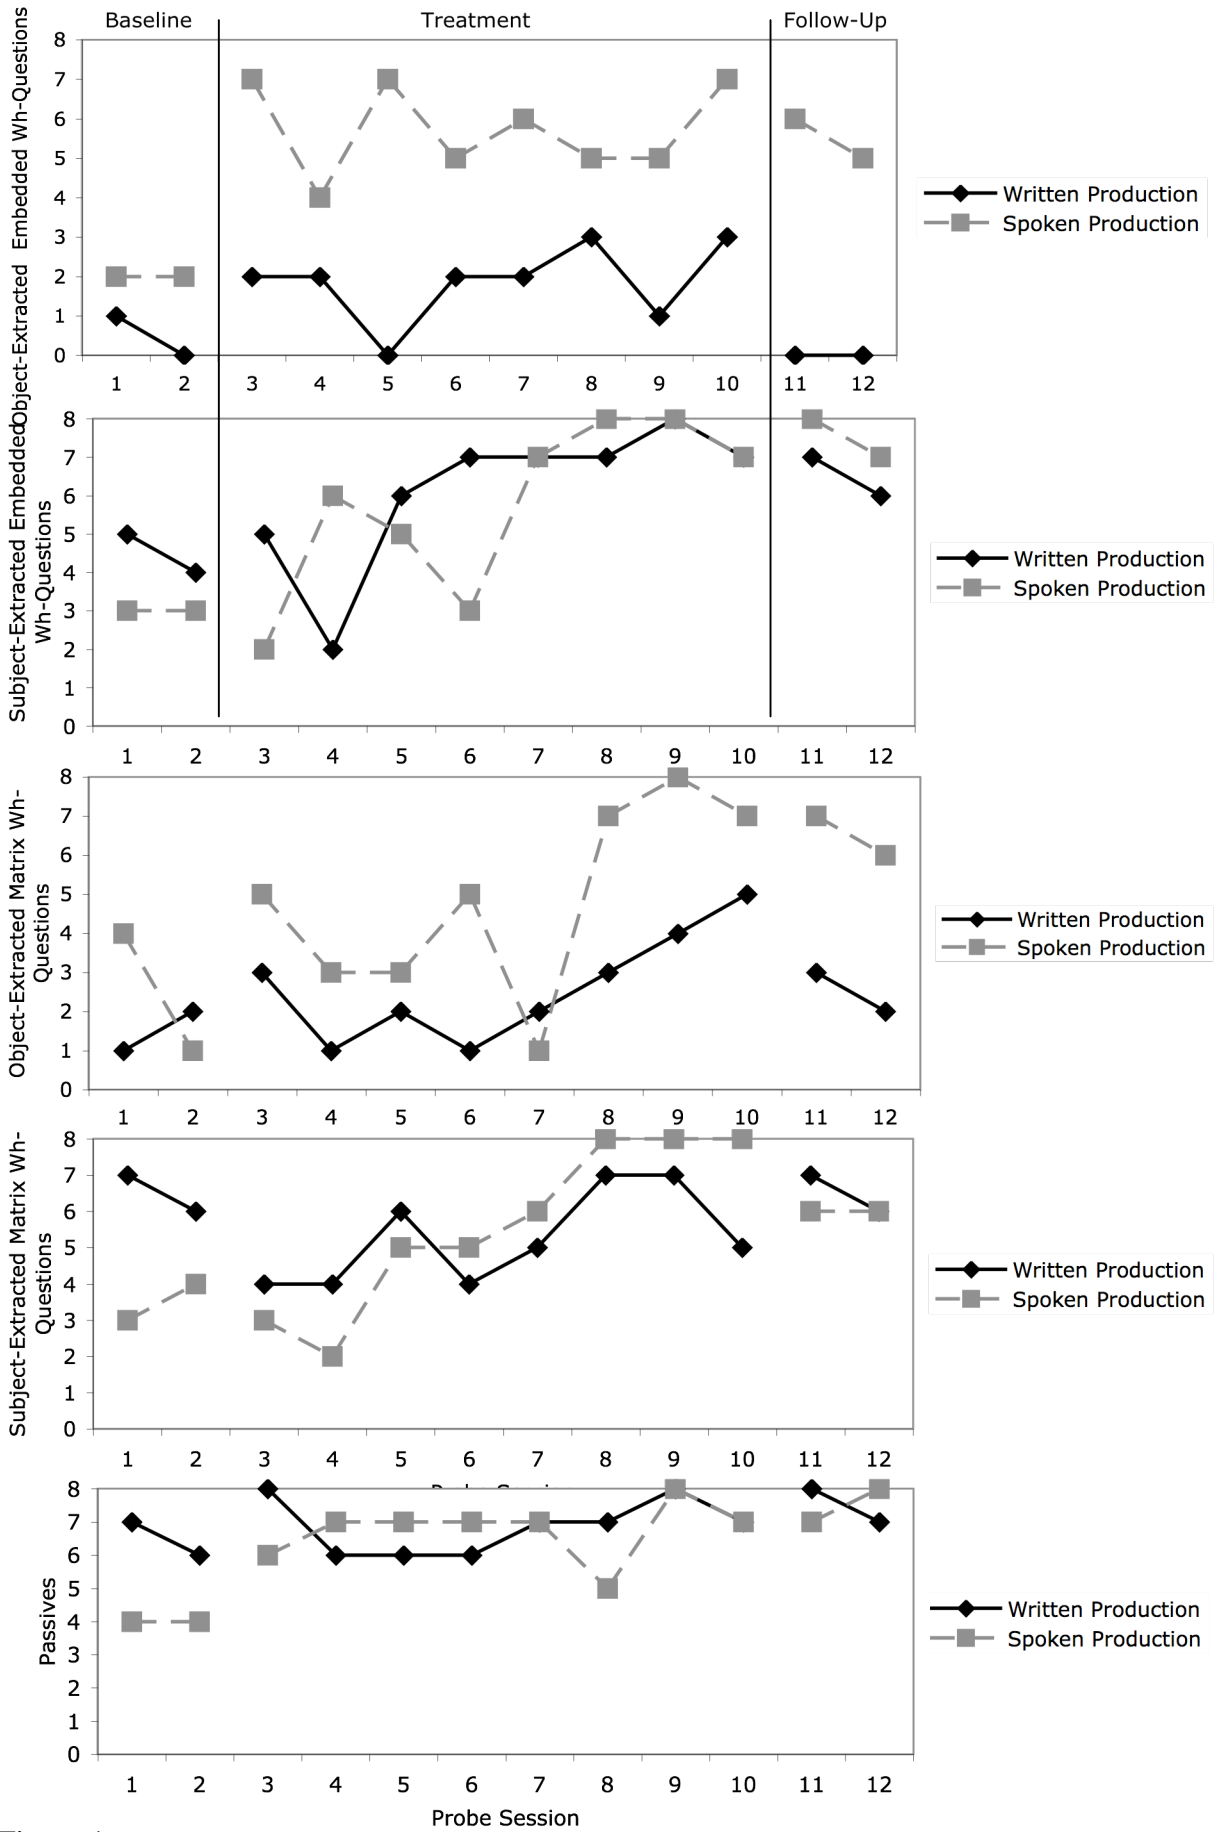 Baseline Treatment Follow-Up
Object-Extracted Embedded Wh-Questions
8
7
6
5
4
3
2
1
0
1 2 3 4 5 6 7 8 9 10 11 12
Written Production
Spoken Production
Subject-Extracted Embedded
Wh-Questions
8
7
6
5
4
3
2
1
0
1 2 3 4 5 6 7 8 9 10 11 12
Written Production
Spoken Production
Object-Extracted Matrix Wh-
Questions
8
7
6
5
4
3
2
1
0
1 2 3 4 5 6 7 8 9 10 11 12
Written Production
Spoken Production
Subject-Extracted Matrix Wh-
Questions
8
7
6
5
4
3
2
1
0
1 2 3 4 5 6 7 8 9 10 11 12
Written Production
Spoken Production
Passives
8
7
6
5
4
3
2
1
0
1 2 3 4 5 6 7 8 9 10 11 12
Written Production
Spoken Production
Probe Session